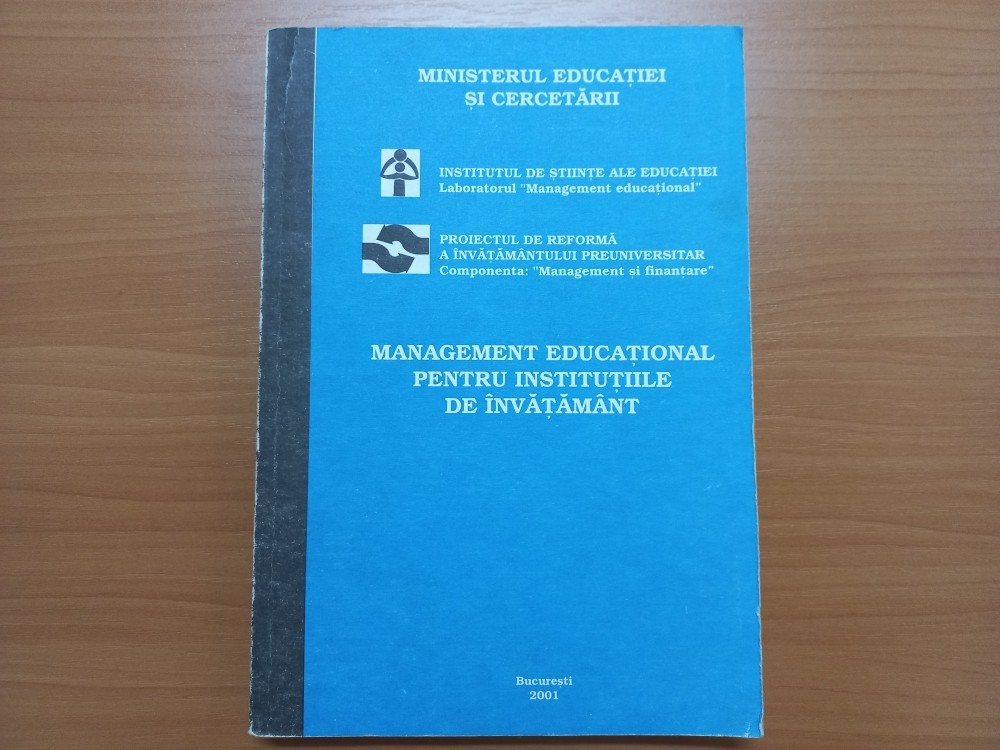 MINISTERUL EDUCAȚIEI
ȘI CERCETĂRII
INSTITUTUL DE ȘTIINȚE ALE EDUCAȚIEI
Laboratorul "Management educațional"
PROIECTUL DE REFORMĂ
A ÎNVĂȚĂMÂNTULUI PREUNIVERSITAR
Componenta: "Management și finanțare"
MANAGEMENT EDUCAȚIONAL
PENTRU INSTITUȚIILE
DE ÎNVĂȚĂMÂNT
București
2001